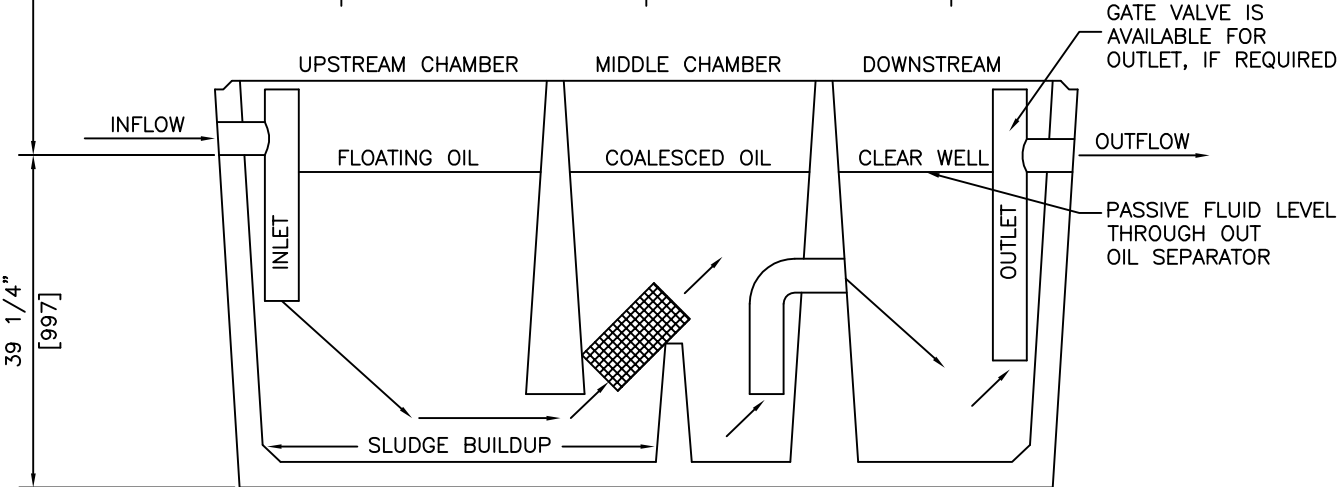 GATE VALVE IS
AVAILABLE FOR
OUTLET, IF REQUIRED
UPSTREAM CHAMBER
MIDDLE CHAMBER
DOWNSTREAM
INFLOW
OUTFLOW
FLOATING OIL
COALESCED OIL
CLEAR WELL
INLET
OUTLET
PASSIVE FLUID LEVEL
THROUGH OUT
OIL SEPARATOR
39 1/4"
[997]
SLUDGE BUILDUP